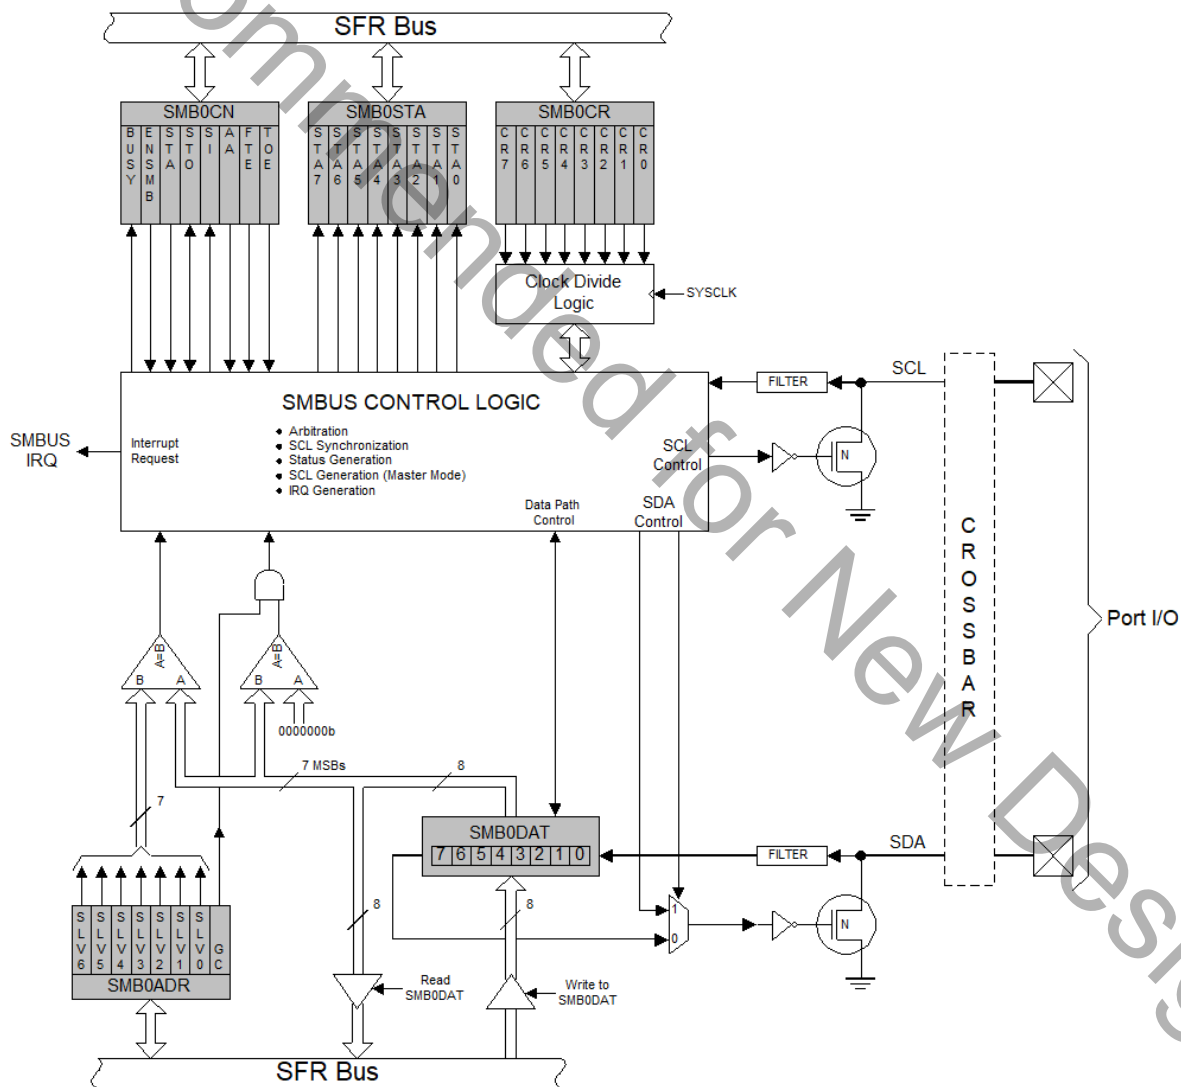 SFR Bus
SMB0CN
SMB0STA
SMB0CR
BUSY
ENSMB
STA
STO
SI
AA
FTE
TOE
STA7
STA6
STA5
STA4
STA3
STA2
STA1
STA0
CR7
CR6
CR5
CR4
CR3
CR2
CR1
CR0
Clock Divide
Logic
SYSCLK
SMBUS CONTROL LOGIC
Arbitration
SCL Synchronization
Status Generation
SCL Generation (Master Mode)
IRQ Generation
SMBUS
IRQ
Interrupt
Request
SCL
Control
Data Path
Control
SDA
Control
FILTER
SCL
N
CROSSBAR
Port I/O
A=B
B A
A=B
B A
0000000b
7 MSBs
8
7
SMB0DAT
7 6 5 4 3 2 1 0
FILTER
SDA
1
0
N
8
8
SLV6
SLV5
SLV4
SLV3
SLV2
SLV1
SLV0
GC
SMB0ADR
Read
SMB0DAT
Write to
SMB0DAT
SFR Bus
ommended for New Desig